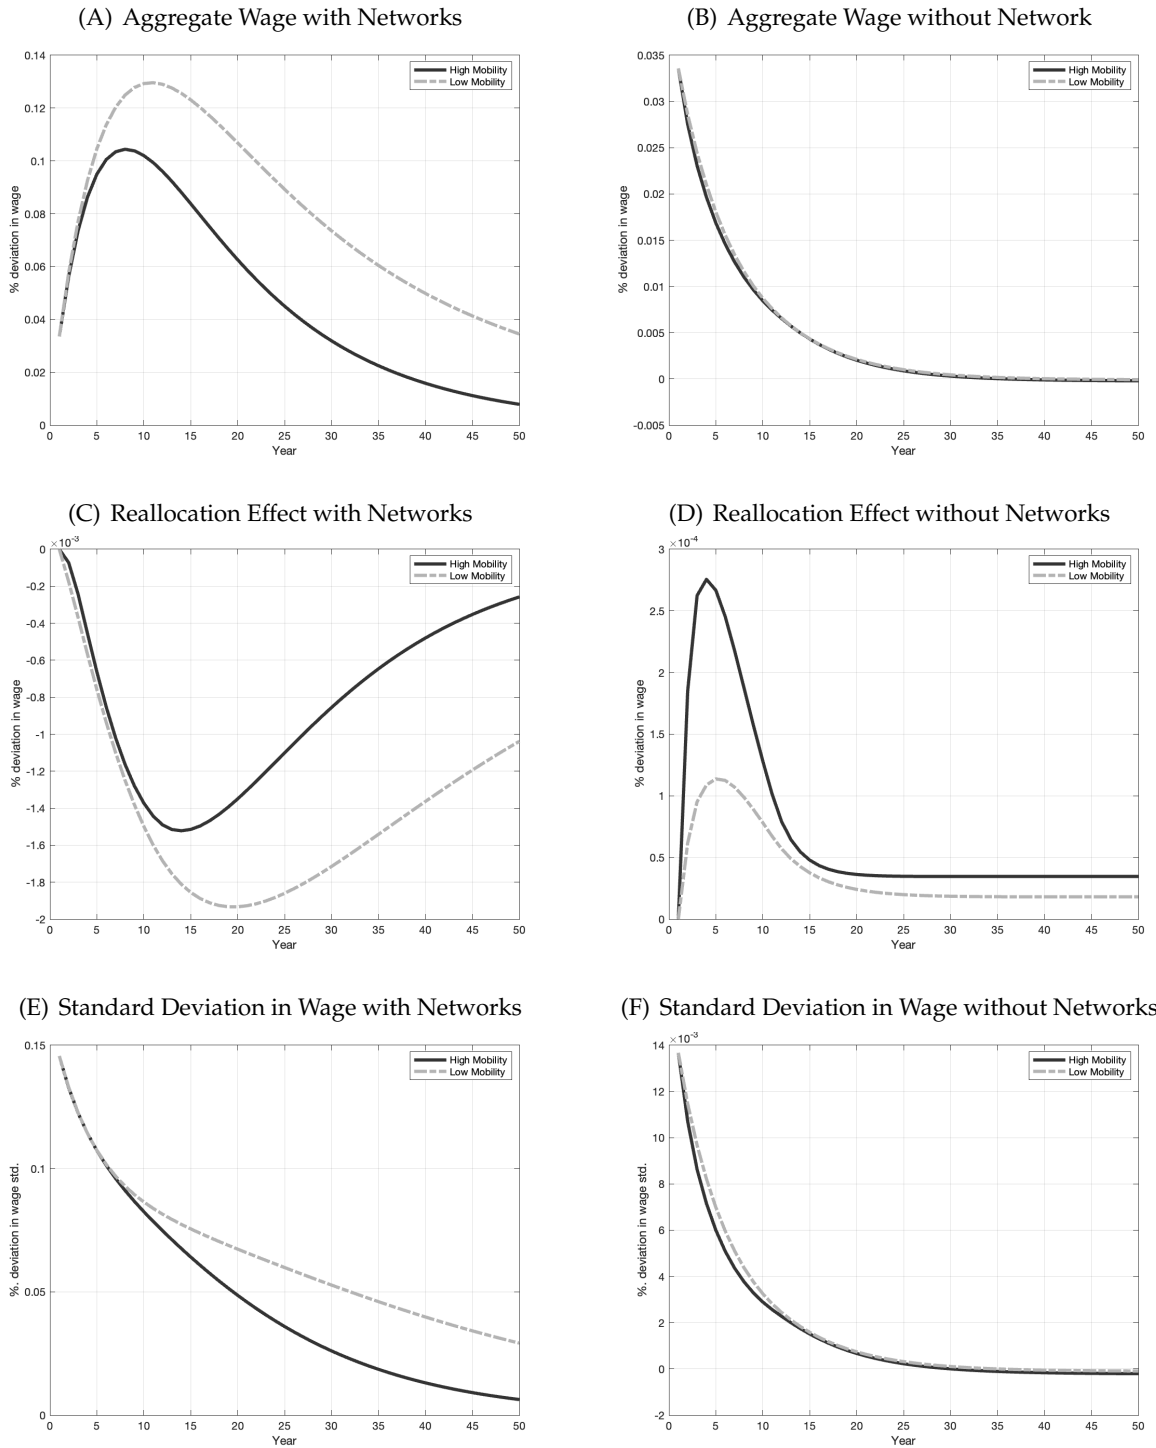 (A) Aggregate Wage with Networks
0.14
0.12
0.1
0.08
0.06
0.04
0.02
0
% deviation in wage
High Mobility
Low Mobility
0 5 10 15 20 25 30 35 40 45 50
Year
(B) Aggregate Wage without Network
0.035
0.03
0.025
0.02
0.015
0.01
0.005
0
-0.005
% deviation in wage
High Mobility
Low Mobility
0 5 10 15 20 25 30 35 40 45 50
Year
(C) Reallocation Effect with Networks
×10-3
0
-0.2
-0.4
-0.6
-0.8
-1
-1.2
-1.4
-1.6
-1.8
-2
% deviation in wage
High Mobility
Low Mobility
0 5 10 15 20 25 30 35 40 45 50
Year
(D) Reallocation Effect without Networks
×10-4
3
2.5
2
1.5
1
0.5
0
% deviation in wage
High Mobility
Low Mobility
0 5 10 15 20 25 30 35 40 45 50
Year
(E) Standard Deviation in Wage with Networks
0.15
0.1
0.05
0
%. deviation in wage std.
High Mobility
Low Mobility
0 5 10 15 20 25 30 35 40 45 50
Year
(F) Standard Deviation in Wage without Networks
×10-3
14
12
10
8
6
4
2
0
-2
%. deviation in wage std.
High Mobility
Low Mobility
0 5 10 15 20 25 30 35 40 45 50
Year